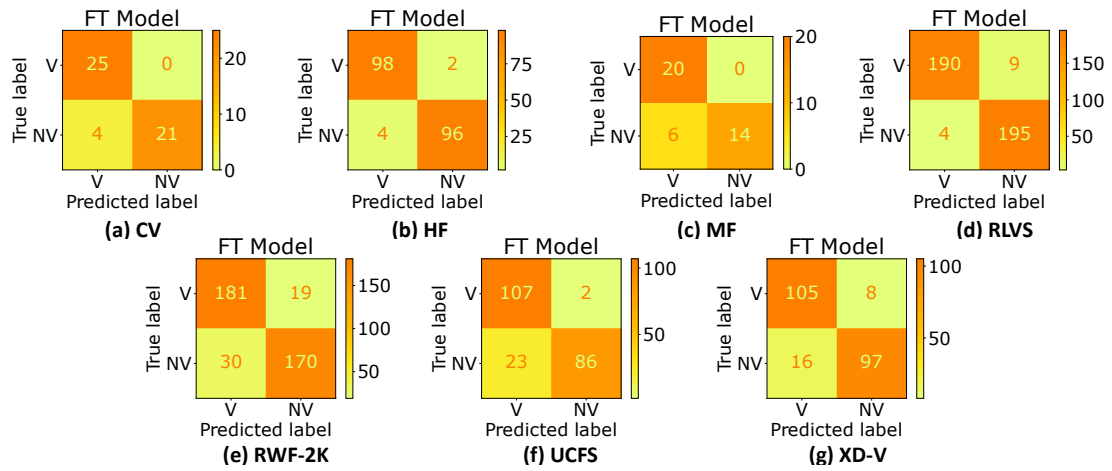 FT Model
FT Model
FT Model
FT Model
True label
V
25
0
20
NV
4
21
10
0
V
NV
Predicted label
(a) CV
True label
V
98
2
75
NV
4
96
50
25
V
NV
Predicted label
(b) HF
True label
V
20
0
20
NV
6
14
10
0
V
NV
Predicted label
(c) MF
True label
V
190
9
150
NV
4
195
100
50
V
NV
Predicted label
(d) RLVS
FT Model
FT Model
FT Model
True label
V
181
19
150
NV
30
170
100
50
V
NV
Predicted label
(e) RWF-2K
True label
V
107
2
100
NV
23
86
50
V
NV
Predicted label
(f) UCFS
True label
V
105
8
100
NV
16
97
50
V
NV
Predicted label
(g) XD-V